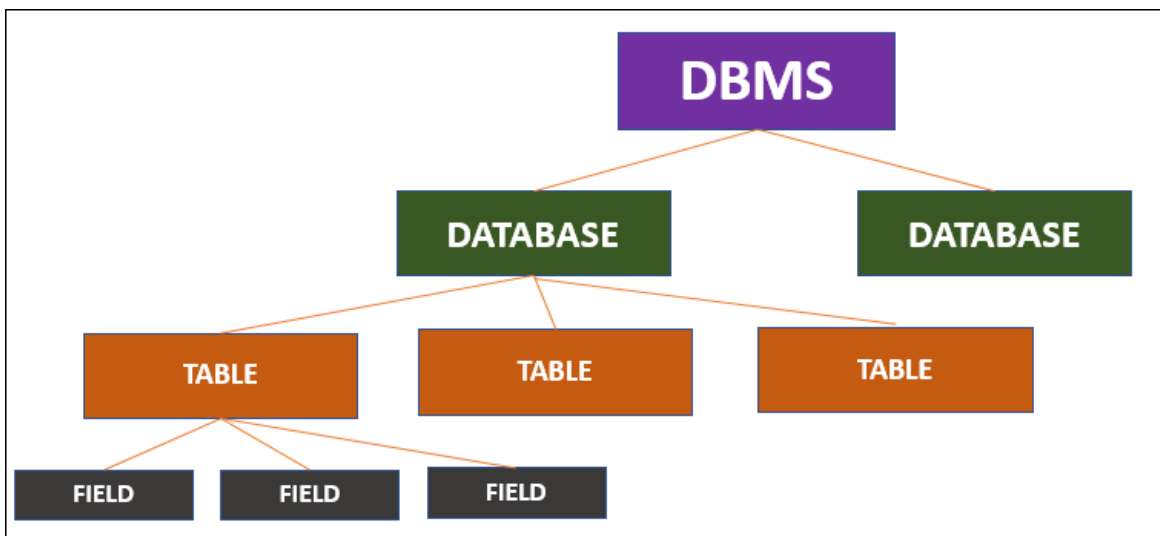 DBMS
DATABASE
DATABASE
TABLE
TABLE
TABLE
FIELD
FIELD
FIELD